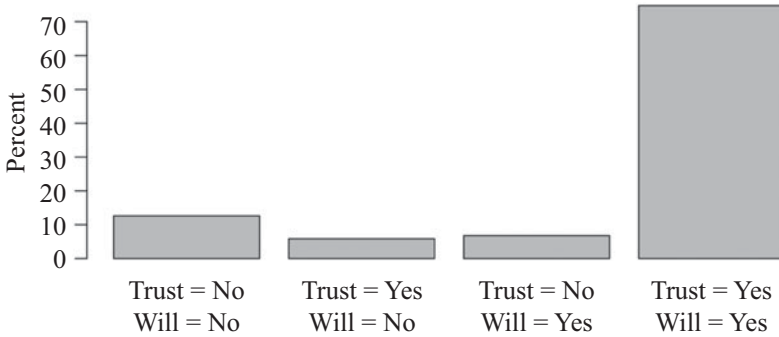 70
60
50
40
30
20
10
0
Percent
Trust = No Trust = Yes Trust = No Trust = Yes
Will = No Will = No Will = Yes Will = Yes